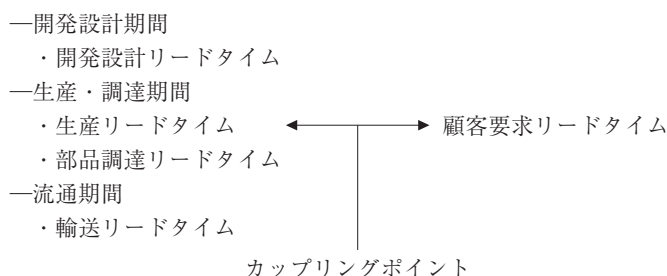 ―開発設計期間
・開発設計リードタイム
―生産・調達期間
・生産リードタイム
顧客要求リードタイム
・部品調達リードタイム
―流通期間
・輸送リードタイム
カップリングポイント